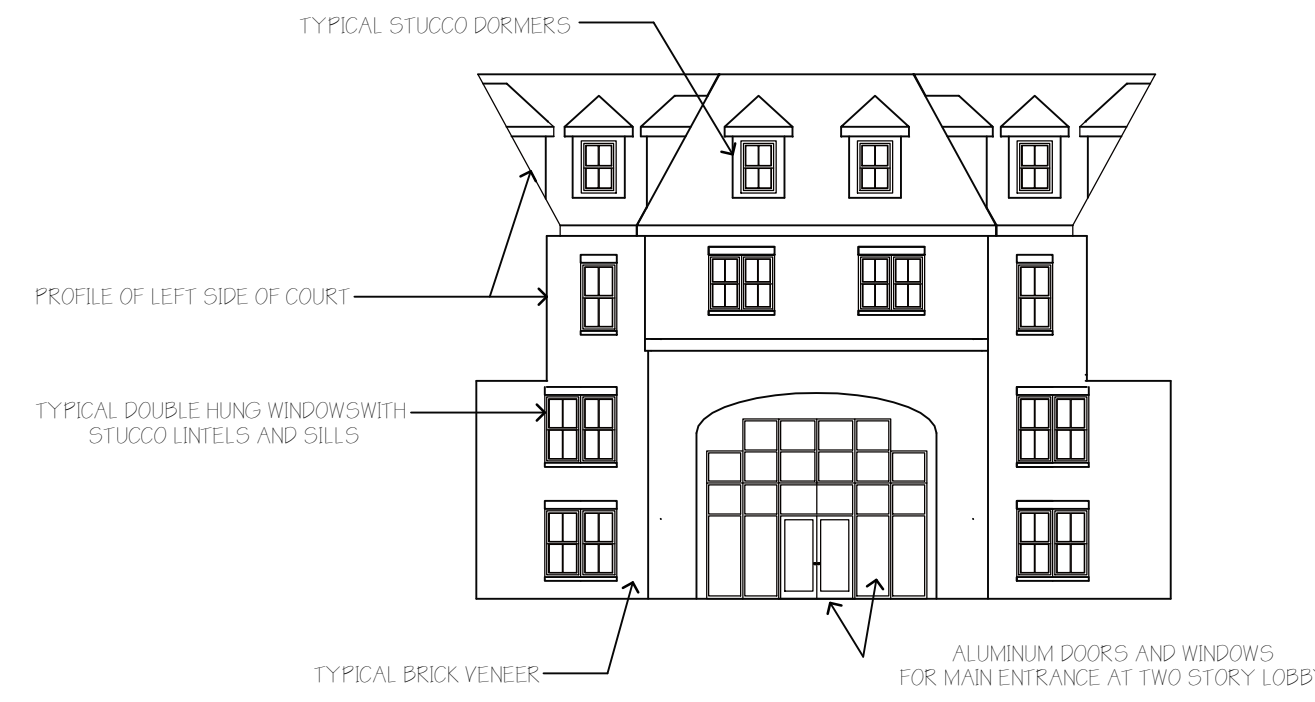 TYPICAL STUCCO DORMERS
PROFILE OF LEFT SIDE OF COURT
TYPICAL DOUBLE HUNG WINDOWSWITH
STUCCO LINTELS AND SILLS
TYPICAL BRICK VENEER
ALUMINUM DOORS AND WINDOWS
FOR MAIN ENTRANCE AT TWO STORY LOBBY